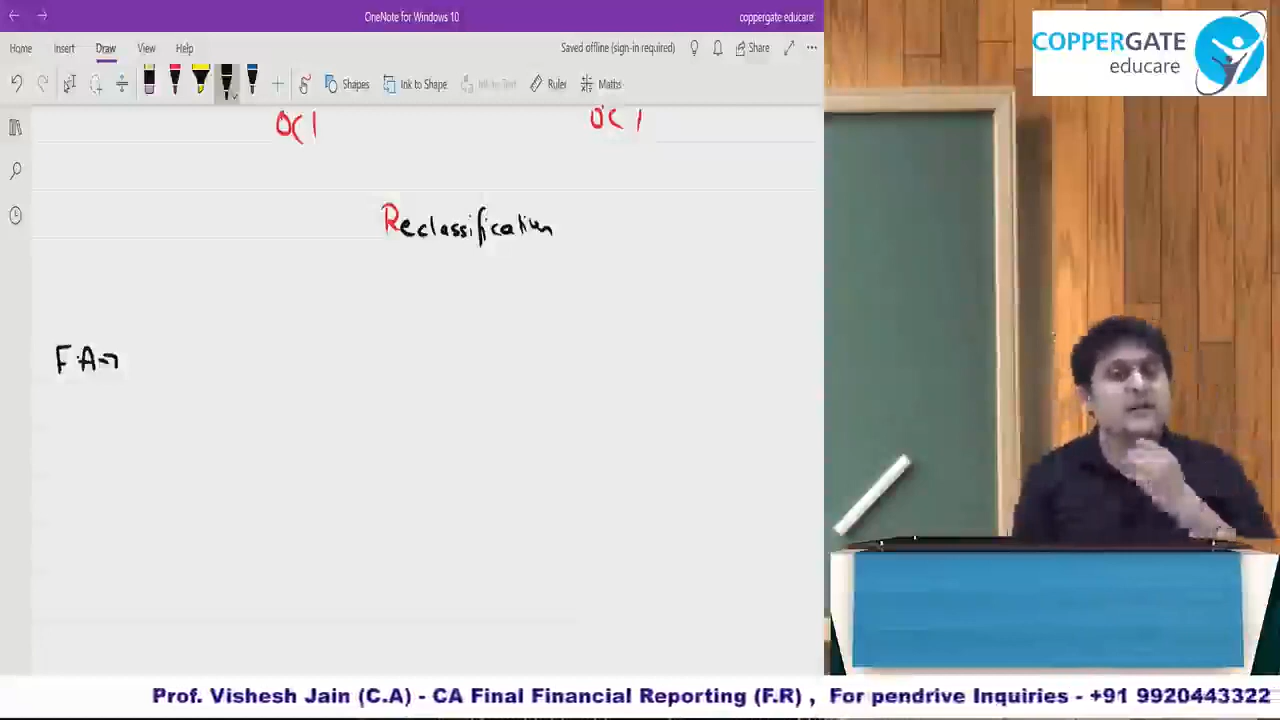 OneNote for Windows 10
coppergate educare
Home Insert Draw View Help
Saved offline (sign-in required) Share
Shapes Ink to Shape Ink to Text Ruler Maths
COPPERGATE
educare
OCI OCI
Reclassification
F.A→
Prof. Vishesh Jain (C.A) - CA Final Financial Reporting (F.R) , For pendrive Inquiries - +91 9920443322